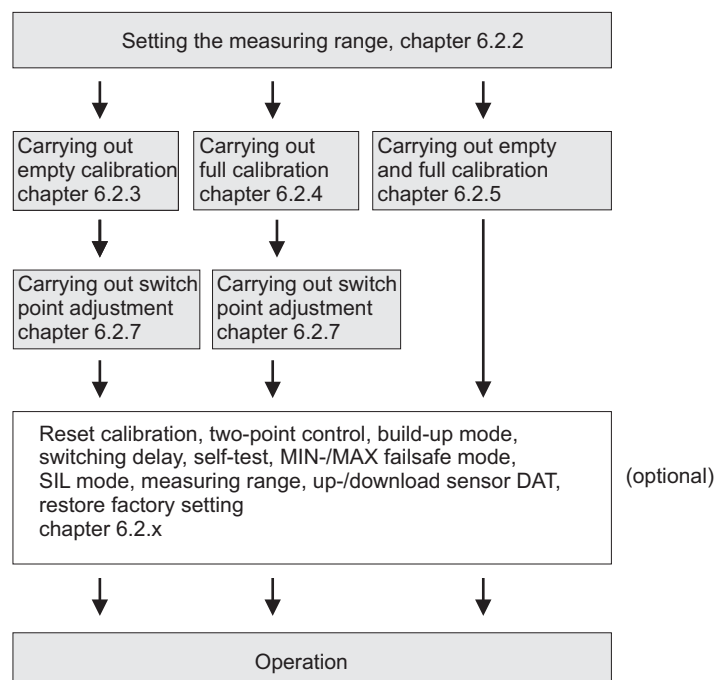 Setting the measuring range, chapter 6.2.2
Carrying out
empty calibration
chapter 6.2.3
Carrying out
full calibration
chapter 6.2.4
Carrying out empty
and full calibration
chapter 6.2.5
Carrying out switch
point adjustment
chapter 6.2.7
Carrying out switch
point adjustment
chapter 6.2.7
Reset calibration, two-point control, build-up mode,
switching delay, self-test, MIN-/MAX failsafe mode,
SIL mode, measuring range, up-/download sensor DAT,
restore factory setting
chapter 6.2.x
(optional)
Operation